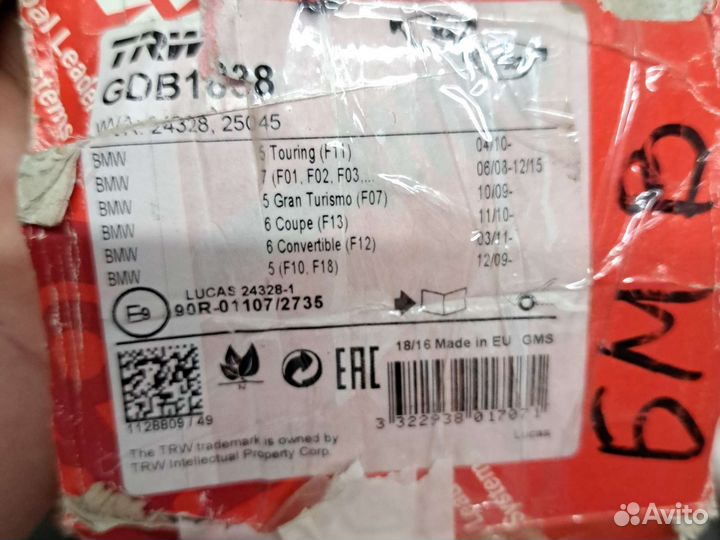 TRW
GDB1838
WVA: 24328, 25045
BMW 5 Touring (F11) 04/10-
BMW 7 (F01, F02, F03.... 06/08-12/15
BMW 5 Gran Turismo (F07) 10/09-
BMW 6 Coupe (F13) 11/10-
BMW 6 Convertible (F12) 03/11-
BMW 5 (F10, F18) 12/09-
LUCAS 24328-1
E9 90R-01107/2735
18/16 Made in EU GMS
N
EAC
3 322938 017071
1128809 / 49
Lucas
The TRW trademark is owned by
TRW Intellectual Property Corp.
BMW
Avito